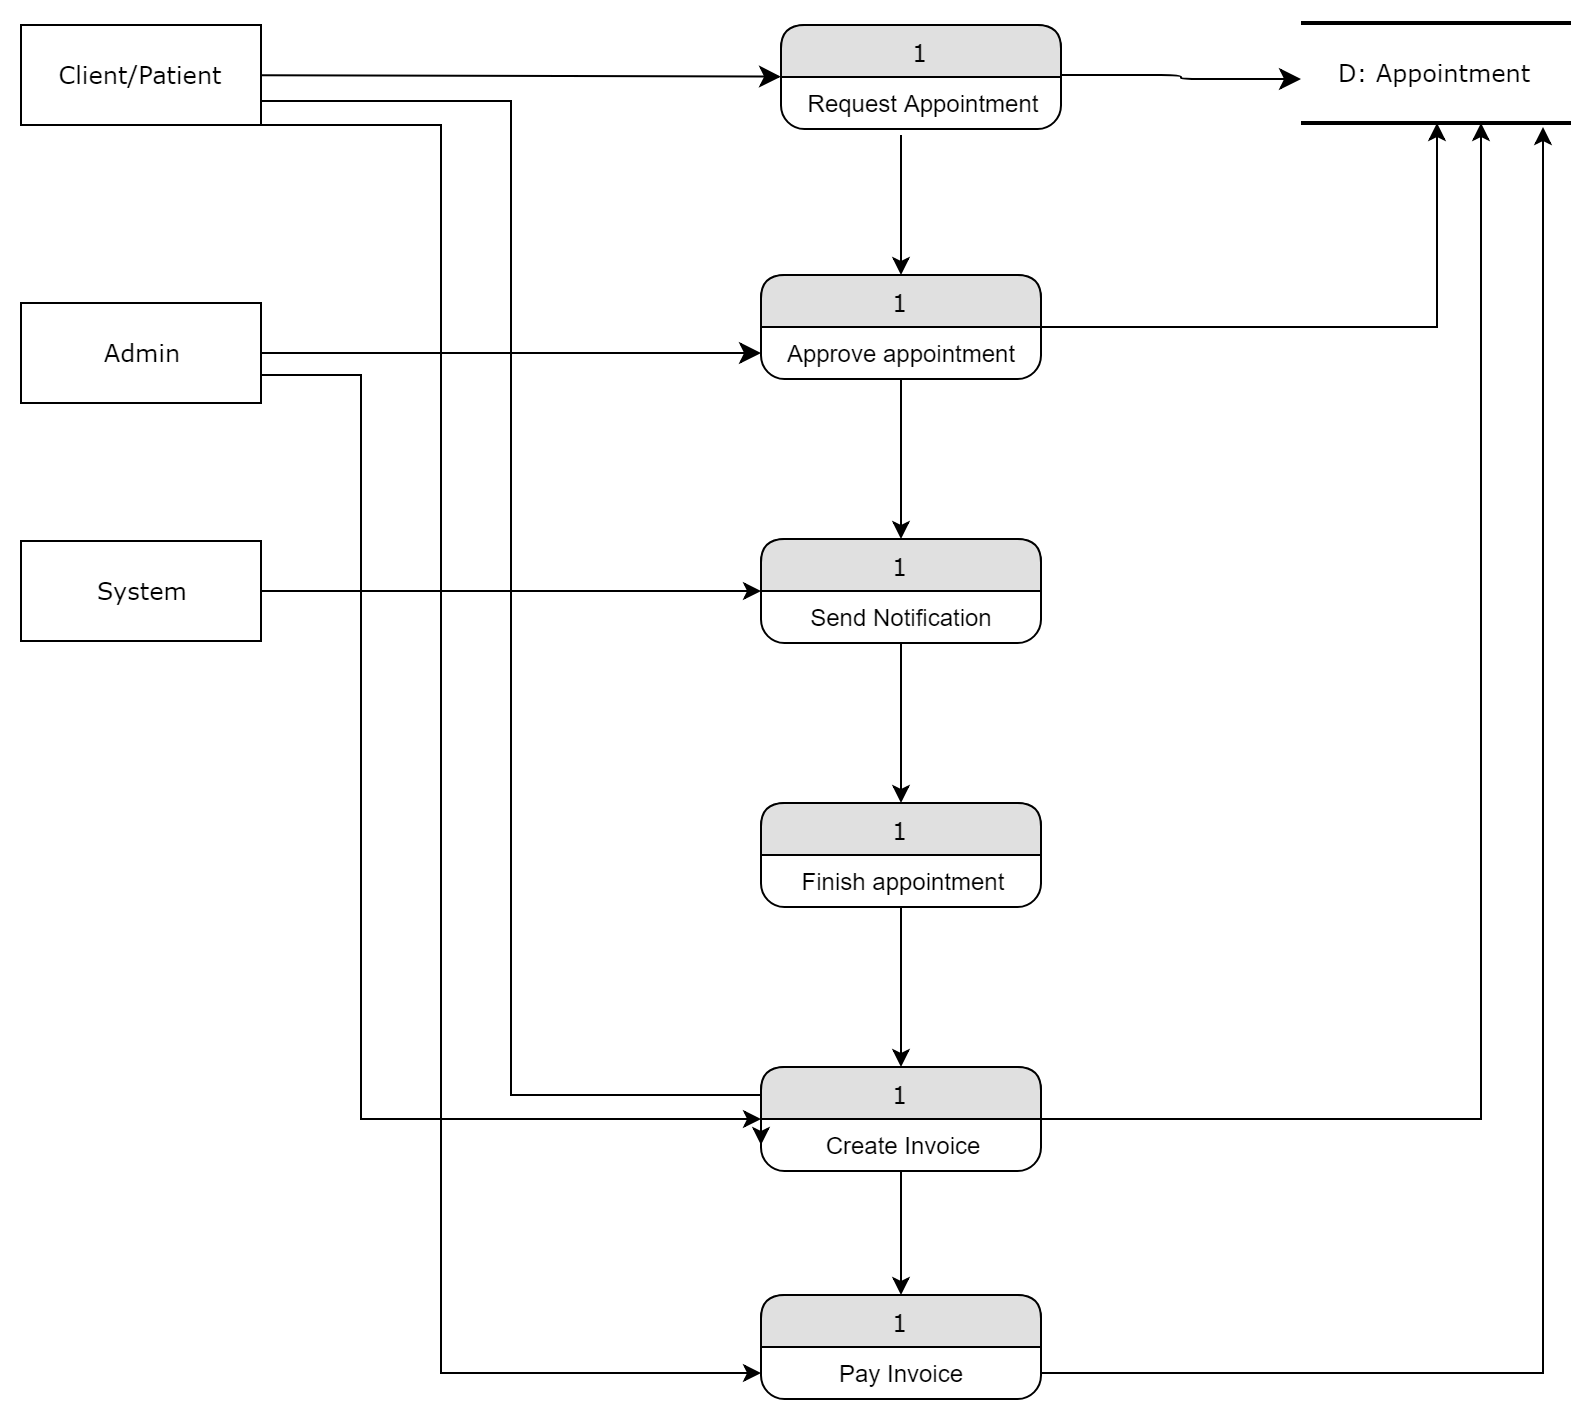 Client/Patient
1
Request Appointment
D: Appointment
Admin
1
Approve appointment
System
1
Send Notification
1
Finish appointment
1
Create Invoice
1
Pay Invoice